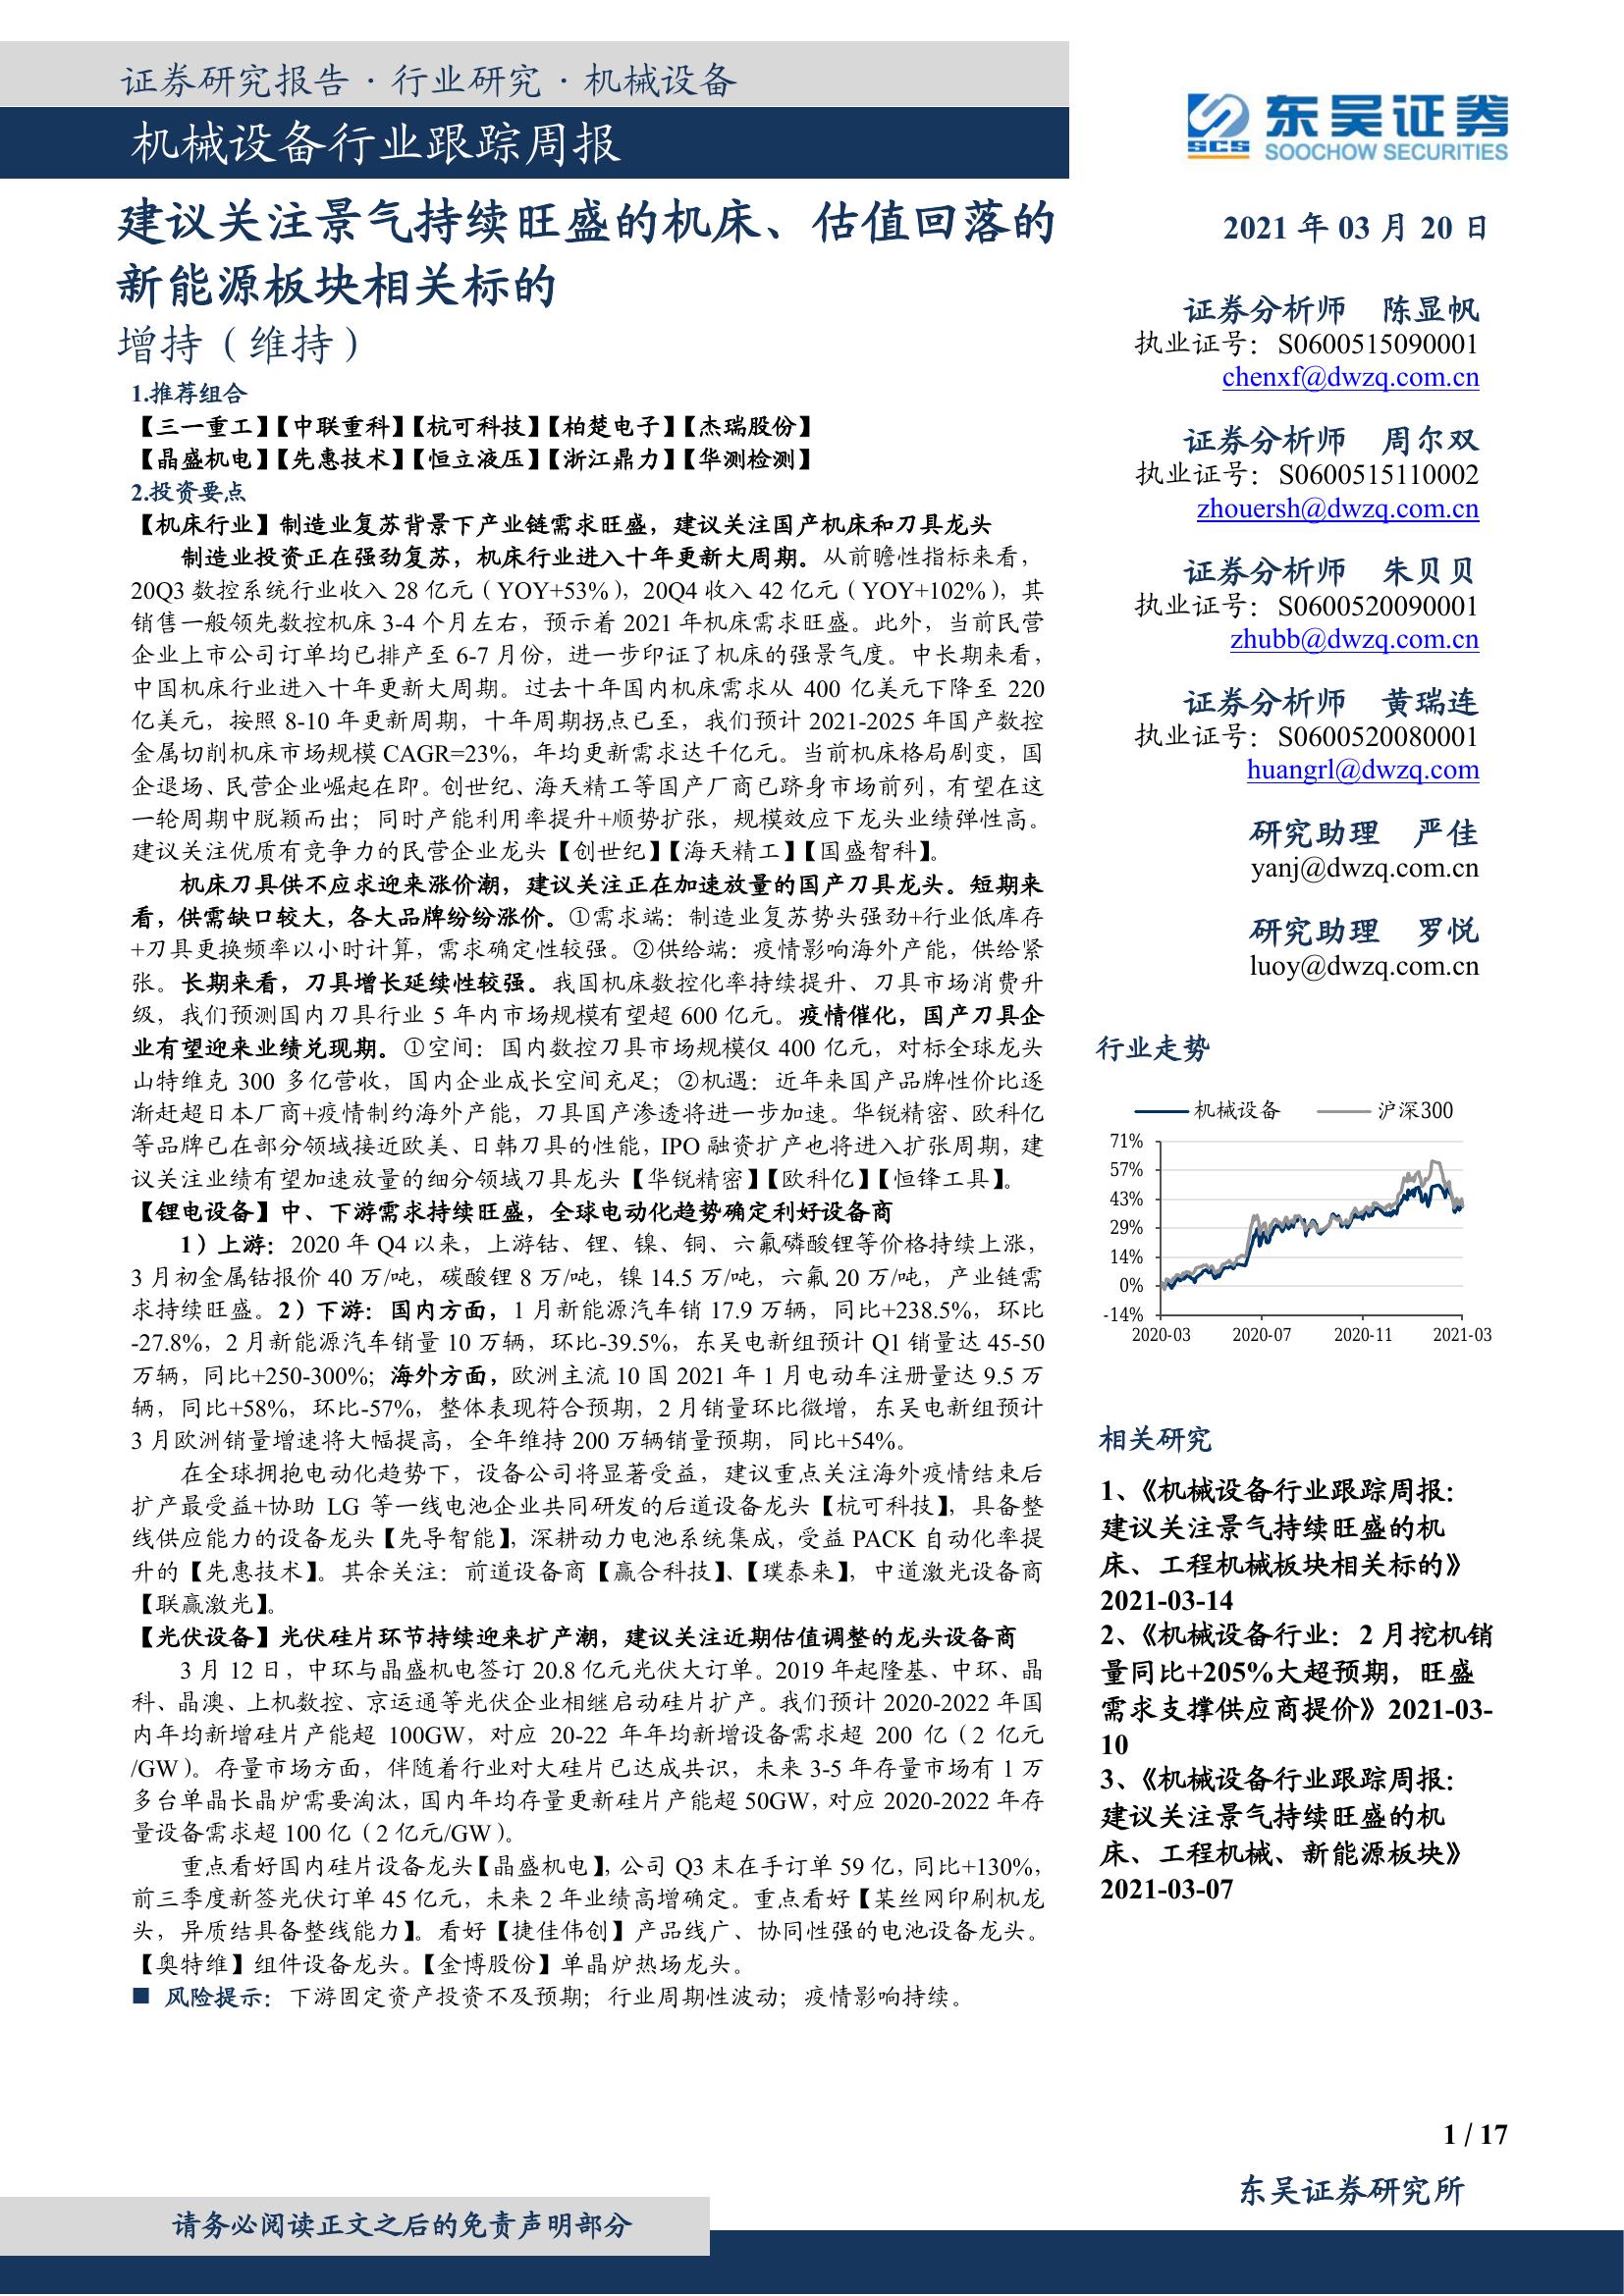 证券研究报告 · 行业研究 · 机械设备
机械设备行业跟踪周报
东吴证券
SCS SOOCHOW SECURITIES
建议关注景气持续旺盛的机床、估值回落的
新能源板块相关标的
增持（维持）
1.推荐组合
【三一重工】【中联重科】【杭可科技】【柏楚电子】【杰瑞股份】
【晶盛机电】【先惠技术】【恒立液压】【浙江鼎力】【华测检测】
2.投资要点
【机床行业】制造业复苏背景下产业链需求旺盛，建议关注国产机床和刀具龙头
制造业投资正在强劲复苏，机床行业进入十年更新大周期。从前瞻性指标来看，
20Q3 数控系统行业收入 28 亿元（YOY+53%），20Q4 收入 42 亿元（YOY+102%），其
销售一般领先数控机床 3-4 个月左右，预示着 2021 年机床需求旺盛。此外，当前民营
企业上市公司订单均已排产至 6-7 月份，进一步印证了机床的强景气度。中长期来看，
中国机床行业进入十年更新大周期。过去十年国内机床需求从 400 亿美元下降至 220
亿美元，按照 8-10 年更新周期，十年周期拐点已至，我们预计 2021-2025 年国产数控
金属切削机床市场规模 CAGR=23%，年均更新需求达千亿元。当前机床格局剧变，国
企退场、民营企业崛起在即。创世纪、海天精工等国产厂商已跻身市场前列，有望在这
一轮周期中脱颖而出；同时产能利用率提升+顺势扩张，规模效应下龙头业绩弹性高。
建议关注优质有竞争力的民营企业龙头【创世纪】【海天精工】【国盛智科】。
机床刀具供不应求迎来涨价潮，建议关注正在加速放量的国产刀具龙头。短期来
看，供需缺口较大，各大品牌纷纷涨价。①需求端：制造业复苏势头强劲+行业低库存
+刀具更换频率以小时计算，需求确定性较强。②供给端：疫情影响海外产能，供给紧
张。长期来看，刀具增长延续性较强。我国机床数控化率持续提升、刀具市场消费升
级，我们预测国内刀具行业 5 年内市场规模有望超 600 亿元。疫情催化，国产刀具企
业有望迎来业绩兑现期。①空间：国内数控刀具市场规模仅 400 亿元，对标全球龙头
山特维克 300 多亿营收，国内企业成长空间充足；②机遇：近年来国产品牌性价比逐
渐赶超日本厂商+疫情制约海外产能，刀具国产渗透将进一步加速。华锐精密、欧科亿
等品牌已在部分领域接近欧美、日韩刀具的性能，IPO 融资扩产也将进入扩张周期，建
议关注业绩有望加速放量的细分领域刀具龙头【华锐精密】【欧科亿】【恒锋工具】。
【锂电设备】中、下游需求持续旺盛，全球电动化趋势确定利好设备商
1）上游：2020 年 Q4 以来，上游钴、锂、镍、铜、六氟磷酸锂等价格持续上涨，
3 月初金属钴报价 40 万/吨，碳酸锂 8 万/吨，镍 14.5 万/吨，六氟 20 万/吨，产业链需
求持续旺盛。2）下游：国内方面，1 月新能源汽车销 17.9 万辆，同比+238.5%，环比
-27.8%，2 月新能源汽车销量 10 万辆，环比-39.5%，东吴电新组预计 Q1 销量达 45-50
万辆，同比+250-300%；海外方面，欧洲主流 10 国 2021 年 1 月电动车注册量达 9.5 万
辆，同比+58%，环比-57%，整体表现符合预期，2 月销量环比微增，东吴电新组预计
3 月欧洲销量增速将大幅提高，全年维持 200 万辆销量预期，同比+54%。
在全球拥抱电动化趋势下，设备公司将显著受益，建议重点关注海外疫情结束后
扩产最受益+协助 LG 等一线电池企业共同研发的后道设备龙头【杭可科技】，具备整
线供应能力的设备龙头【先导智能】，深耕动力电池系统集成，受益 PACK 自动化率提
升的【先惠技术】。其余关注：前道设备商【赢合科技】、【璞泰来】，中道激光设备商
【联赢激光】。
【光伏设备】光伏硅片环节持续迎来扩产潮，建议关注近期估值调整的龙头设备商
3 月 12 日，中环与晶盛机电签订 20.8 亿元光伏大订单。2019 年起隆基、中环、晶
科、晶澳、上机数控、京运通等光伏企业相继启动硅片扩产。我们预计 2020-2022 年国
内年均新增硅片产能超 100GW，对应 20-22 年年均新增设备需求超 200 亿（2 亿元
/GW）。存量市场方面，伴随着行业对大硅片已达成共识，未来 3-5 年存量市场有 1 万
多台单晶长晶炉需要淘汰，国内年均存量更新硅片产能超 50GW，对应 2020-2022 年存
量设备需求超 100 亿（2 亿元/GW）。
重点看好国内硅片设备龙头【晶盛机电】，公司 Q3 末在手订单 59 亿，同比+130%，
前三季度新签光伏订单 45 亿元，未来 2 年业绩高增确定。重点看好【某丝网印刷机龙
头，异质结具备整线能力】。看好【捷佳伟创】产品线广、协同性强的电池设备龙头。
【奥特维】组件设备龙头。【金博股份】单晶炉热场龙头。
■ 风险提示：下游固定资产投资不及预期；行业周期性波动；疫情影响持续。
2021 年 03 月 20 日
证券分析师 陈显帆
执业证号：S0600515090001
chenxf@dwzq.com.cn
证券分析师 周尔双
执业证号：S0600515110002
zhouersh@dwzq.com.cn
证券分析师 朱贝贝
执业证号：S0600520090001
zhubb@dwzq.com.cn
证券分析师 黄瑞连
执业证号：S0600520080001
huangrl@dwzq.com
研究助理 严佳
yanj@dwzq.com.cn
研究助理 罗悦
luoy@dwzq.com.cn
行业走势
机械设备 沪深300
71%
57%
43%
29%
14%
0%
-14%
2020-03 2020-07 2020-11 2021-03
相关研究
1、《机械设备行业跟踪周报：
建议关注景气持续旺盛的机
床、工程机械板块相关标的》
2021-03-14
2、《机械设备行业：2 月挖机销
量同比+205%大超预期，旺盛
需求支撑供应商提价》2021-03-
10
3、《机械设备行业跟踪周报：
建议关注景气持续旺盛的机
床、工程机械、新能源板块》
2021-03-07
1 / 17
东吴证券研究所
请务必阅读正文之后的免责声明部分